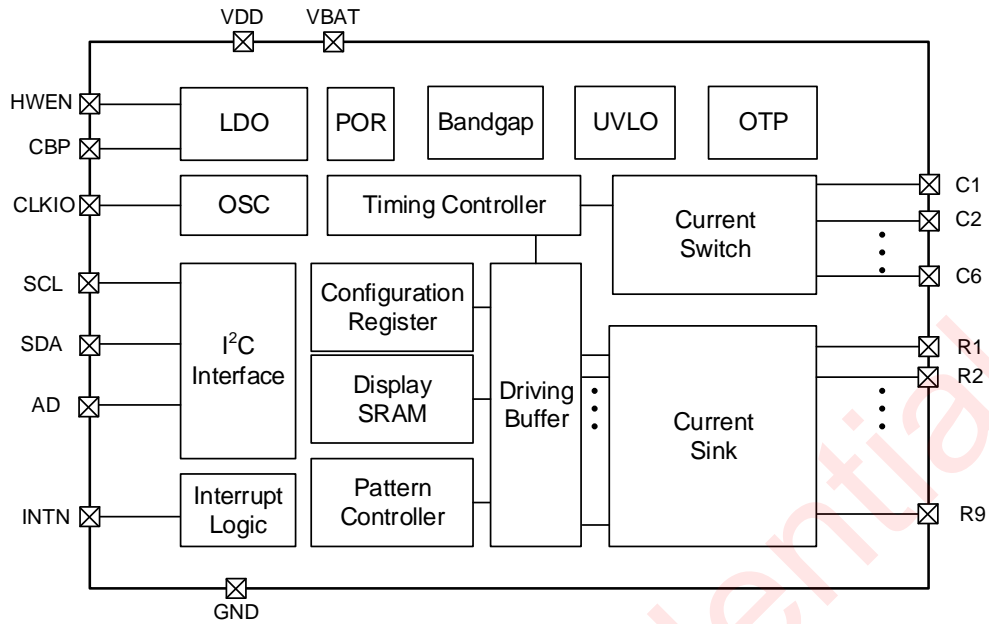 VDD
VBAT
HWEN
CBP
CLKIO
SCL
SDA
AD
INTN
GND
LDO
POR
Bandgap
UVLO
OTP
OSC
Timing Controller
Current
Switch
I²C
Interface
Configuration
Register
Display
SRAM
Driving
Buffer
Current
Sink
Interrupt
Logic
Pattern
Controller
C1
C2
C6
R1
R2
R9